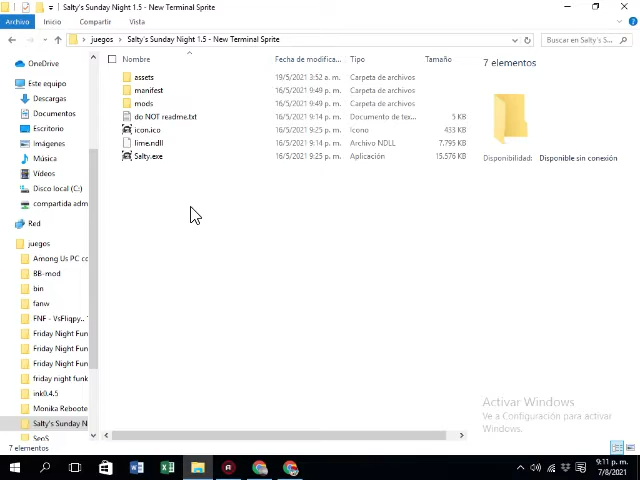 Salty's Sunday Night 1.5 - New Terminal Sprite
Archivo Inicio Compartir Vista
juegos Salty's Sunday Night 1.5 - New Terminal Sprite
Buscar en Salty's S...
OneDrive
Este equipo
Descargas
Documentos
Escritorio
Imágenes
Música
Vídeos
Disco local (C:)
compartida adm
Red
juegos
Among Us PC co
BB-mod
bin
fanw
FNF - VsFliqpy..
Friday Night Fun
Friday Night Fun
Friday Night Fun
friday night funk
ink0.4.5
Monika Reboote
Salty's Sunday N
SeoS
Nombre Fecha de modifica... Tipo Tamaño
assets 19/5/2021 3:52 a. m. Carpeta de archivos
manifest 16/5/2021 9:49 p. m. Carpeta de archivos
mods 16/5/2021 9:49 p. m. Carpeta de archivos
do NOT readme.txt 16/5/2021 9:14 p. m. Documento de tex... 5 KB
icon.ico 16/5/2021 9:25 p. m. Icono 433 KB
lime.ndll 16/5/2021 9:14 p. m. Archivo NDLL 7,795 KB
Salty.exe 16/5/2021 9:25 p. m. Aplicación 15,576 KB
7 elementos
Disponibilidad: Disponible sin conexión
Activar Windows
Ve a Configuración para activar
Windows.
7 elementos
9:11 p. m.
7/8/2021